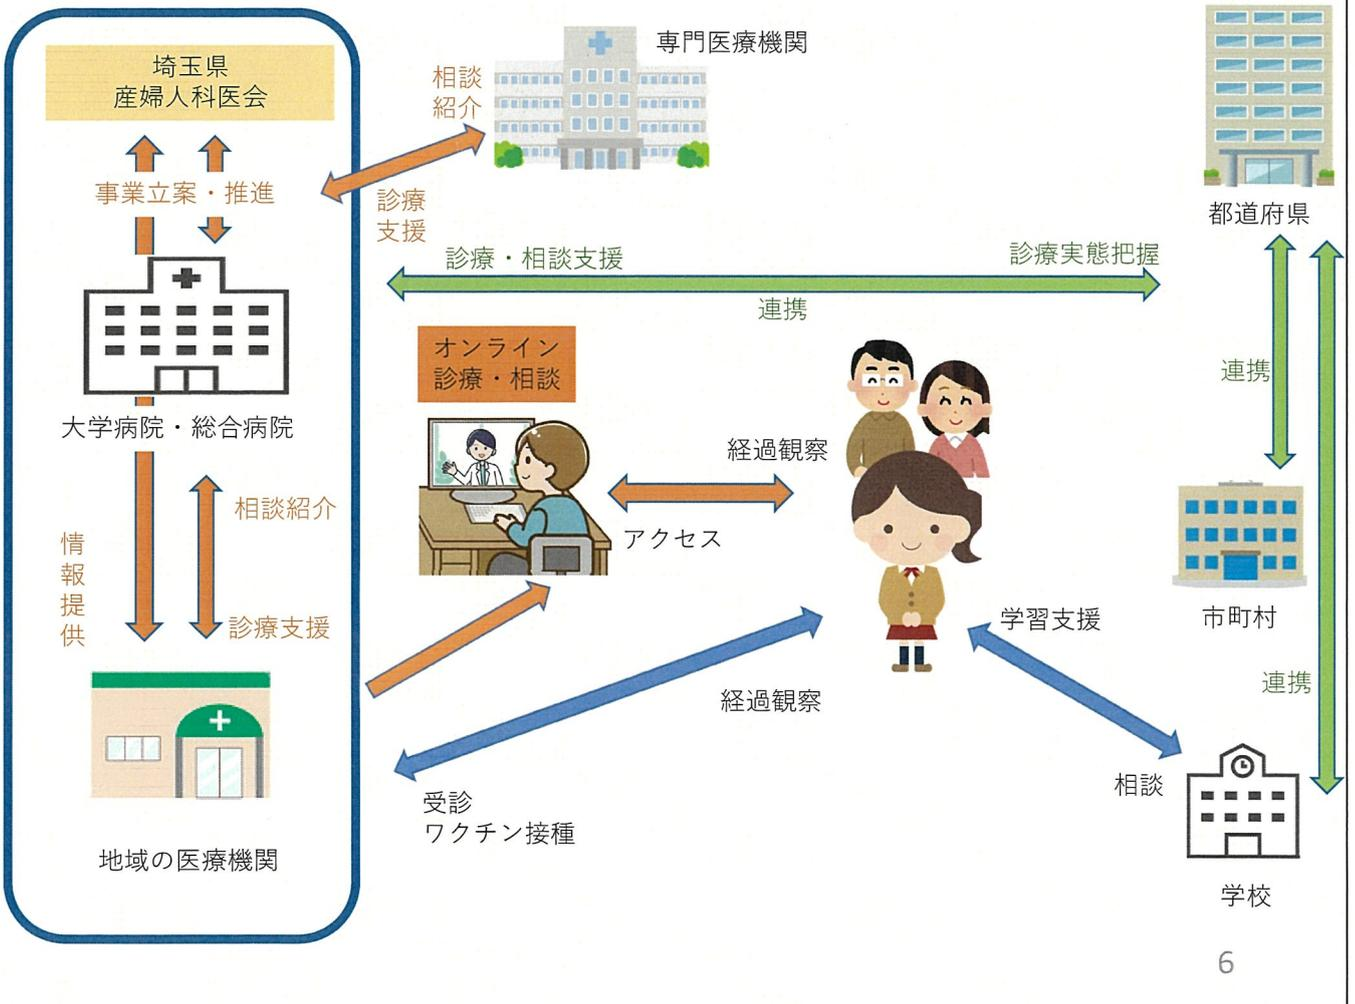 埼玉県
産婦人科医会
事業立案・推進
大学病院・総合病院
情
報
提
供
相談紹介
診療支援
地域の医療機関
相談
紹介
専門医療機関
診療
支援
診療・相談支援
診療実態把握
連携
オンライン
診療・相談
経過観察
アクセス
経過観察
受診
ワクチン接種
学習支援
相談
都道府県
連携
市町村
連携
学校
6